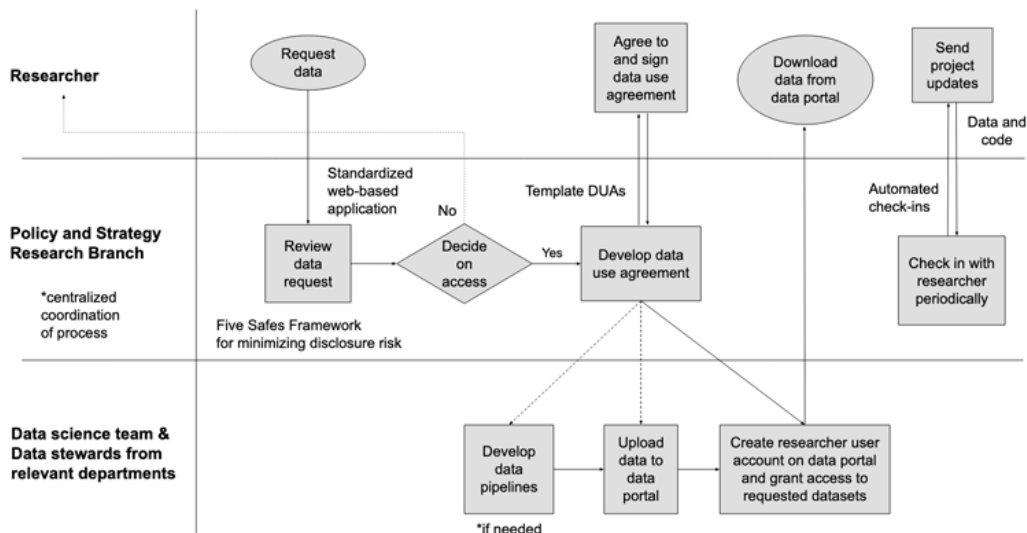 Researcher
Request
data
Agree to
and sign
data use
agreement
Download
data from
data portal
Send
project
updates
Data and
code
Policy and Strategy
Research Branch
*centralized
coordination
of process
Standardized
web-based
application
Review
data
request
No
Decide
on
access
Yes
Template DUAs
Develop data
use agreement
Automated
check-ins
Check in with
researcher
periodically
Five Safes Framework
for minimizing disclosure risk
Data science team &
Data stewards from
relevant departments
Develop
data
pipelines
*if needed
Upload
data to
data
portal
Create researcher user
account on data portal
and grant access to
requested datasets